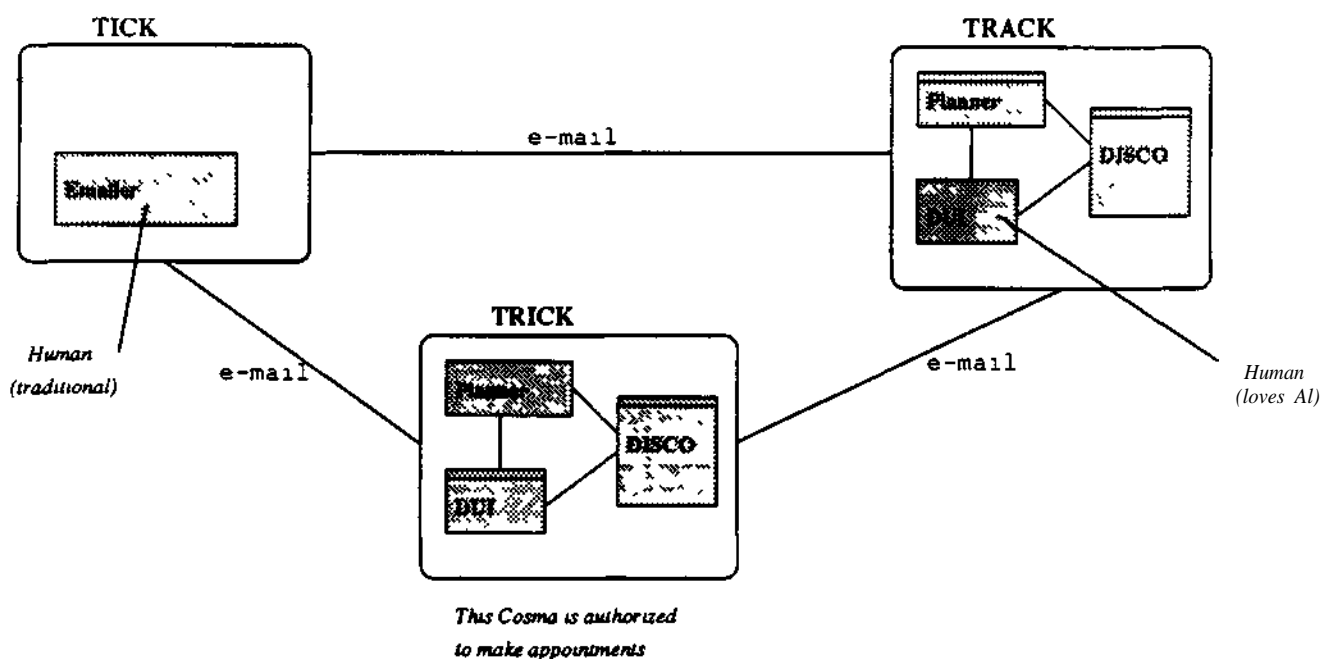 TICK
TRACK
Planner
e-mail
DISCO
Emailer
DUI
TRICK
Human
(traditional)
e-mail
Planner
e-mail
Human
(loves AI)
DISCO
DUI
This Cosma is authorized
to make appointments